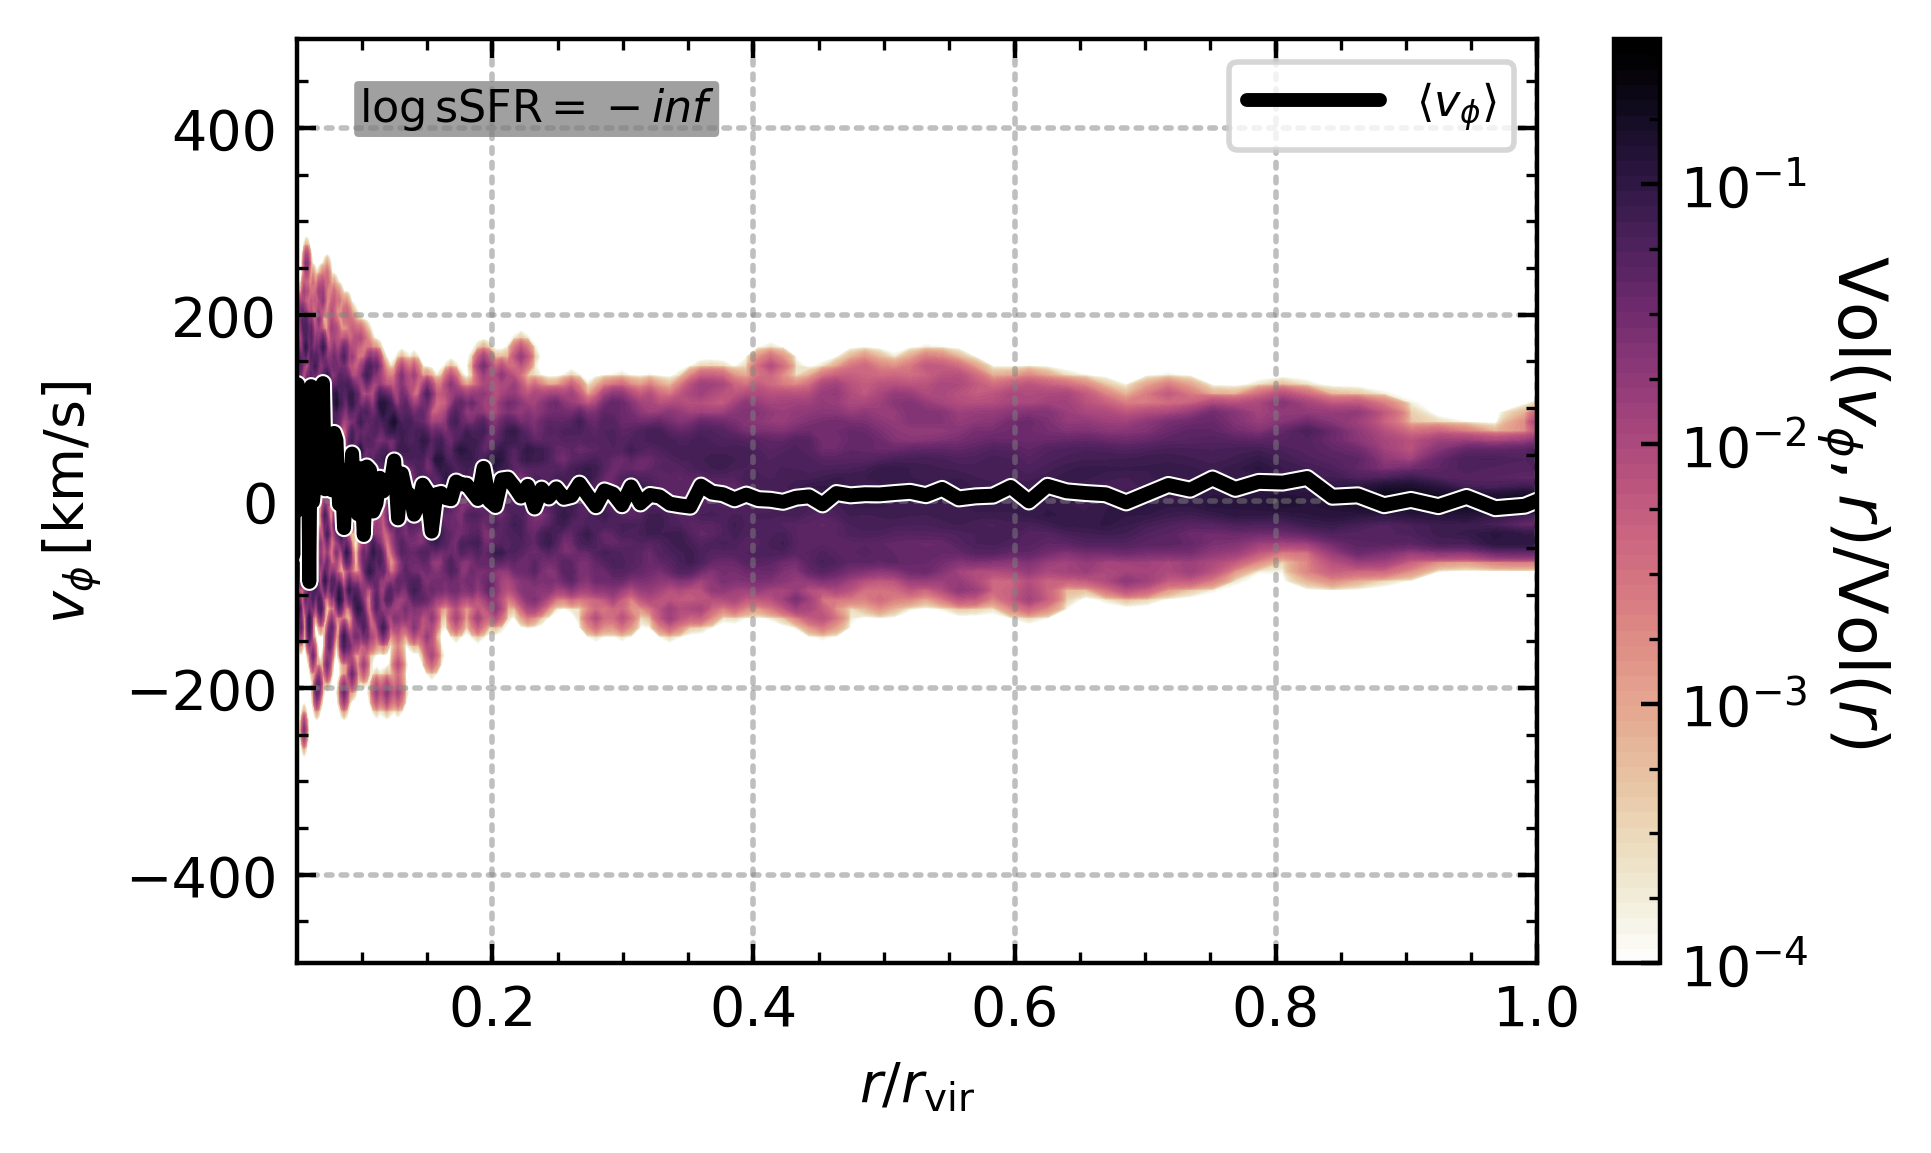 log sSFR = − inf
⟨v_ϕ⟩
400
200
0
−200
−400
v_ϕ [km/s]
0.2
0.4
0.6
0.8
1.0
r/r_vir
10⁻¹
10⁻²
10⁻³
10⁻⁴
Vol(v_ϕ, r)/Vol(r)